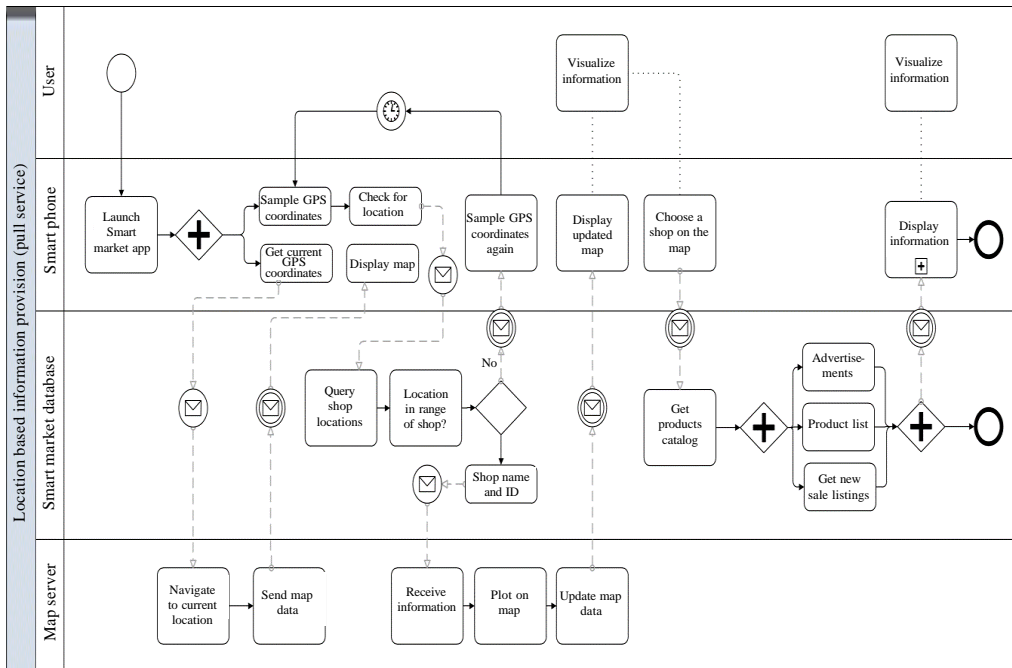 Location based information provision (pull service)
User
Visualize
information
Visualize
information
Smart phone
Launch
Smart
market app
Sample GPS
coordinates
Check for
location
Get current
GPS
coordinates
Display map
Sample GPS
coordinates
again
Display
updated
map
Choose a
shop on the
map
Display
information
Smart market database
Query
shop
locations
Location
in range
of shop?
No
Shop name
and ID
Get
products
catalog
Advertise-
ments
Product list
Get new
sale listings
Map server
Navigate
to current
location
Send map
data
Receive
information
Plot on
map
Update map
data